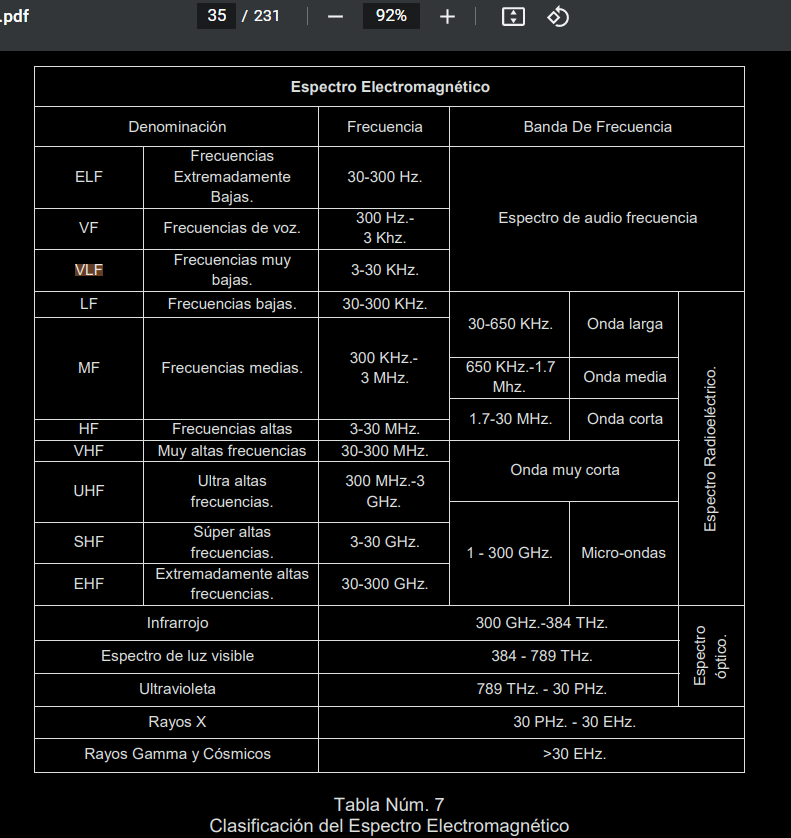 .pdf
35 / 231
92%
Espectro Electromagnético
Denominación
Frecuencia
Banda De Frecuencia
ELF
Frecuencias
Extremadamente
Bajas.
30-300 Hz.
Espectro de audio frecuencia
VF
Frecuencias de voz.
300 Hz.-
3 Khz.
VLF
Frecuencias muy
bajas.
3-30 KHz.
LF
Frecuencias bajas.
30-300 KHz.
30-650 KHz.
Onda larga
Espectro Radioeléctrico.
MF
Frecuencias medias.
300 KHz.-
3 MHz.
650 KHz.-1.7
Mhz.
Onda media
1.7-30 MHz.
Onda corta
HF
Frecuencias altas
3-30 MHz.
VHF
Muy altas frecuencias
30-300 MHz.
Onda muy corta
UHF
Ultra altas
frecuencias.
300 MHz.-3
GHz.
SHF
Súper altas
frecuencias.
3-30 GHz.
1 - 300 GHz.
Micro-ondas
EHF
Extremadamente altas
frecuencias.
30-300 GHz.
Infrarrojo
300 GHz.-384 THz.
Espectro
óptico.
Espectro de luz visible
384 - 789 THz.
Ultravioleta
789 THz. - 30 PHz.
Rayos X
30 PHz. - 30 EHz.
Rayos Gamma y Cósmicos
>30 EHz.
Tabla Núm. 7
Clasificación del Espectro Electromagnético